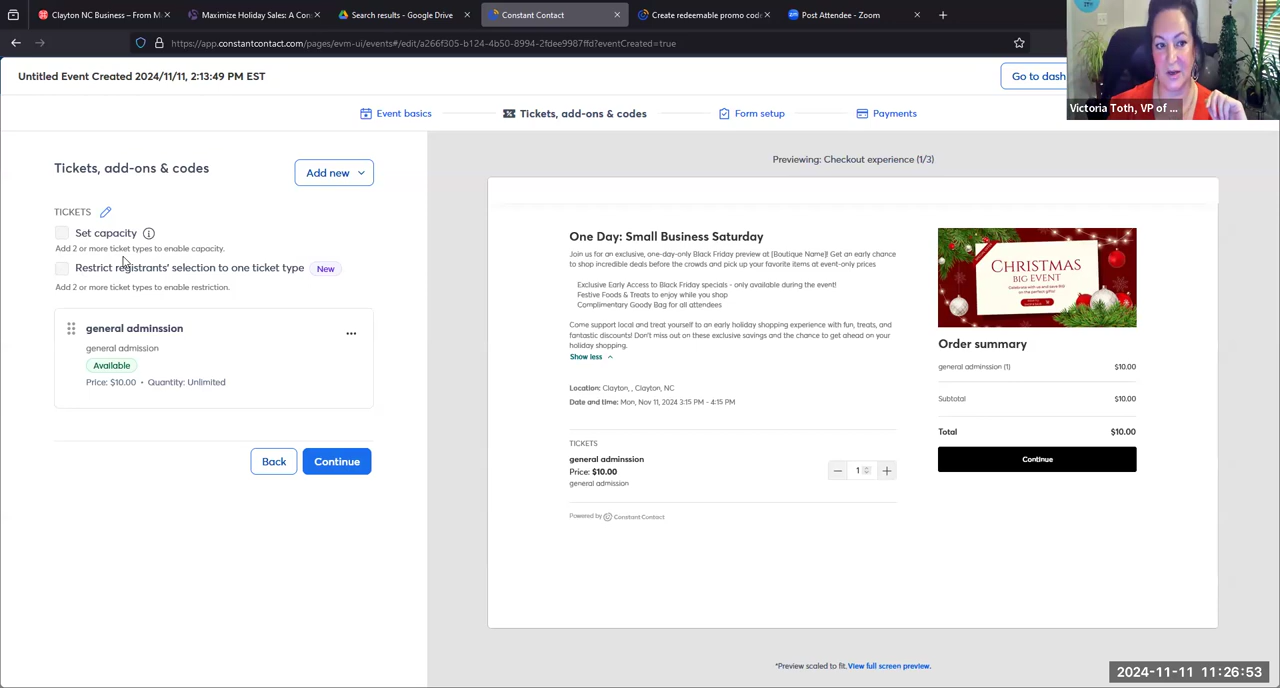 Clayton NC Business – From M
Maximize Holiday Sales: A Con
Search results - Google Drive
Constant Contact
Create redeemable promo code
Post Attendee - Zoom
https://app.constantcontact.com/pages/evm-ui/events#/edit/a266f305-b124-4b50-8994-2fdee9987ffd?eventCreated=true
Untitled Event Created 2024/11/11, 2:13:49 PM EST
Go to dash
Victoria Toth, VP of ...
Event basics
Tickets, add-ons & codes
Form setup
Payments
Tickets, add-ons & codes
Add new
TICKETS
Set capacity
Add 2 or more ticket types to enable capacity.
Restrict registrants' selection to one ticket type
New
Add 2 or more ticket types to enable restriction.
general adminssion
general admission
Available
Price: $10.00 • Quantity: Unlimited
Back
Continue
Previewing: Checkout experience (1/3)
One Day: Small Business Saturday
Join us for an exclusive, one-day-only Black Friday preview at [Boutique Name]! Get an early chance
to shop incredible deals before the crowds and pick up your favorite items at event-only prices
Exclusive Early Access to Black Friday specials - only available during the event!
Festive Foods & Treats to enjoy while you shop
Complimentary Goody Bag for all attendees
Come support local and treat yourself to an early holiday shopping experience with fun, treats, and
fantastic discounts! Don't miss out on these exclusive savings and the chance to get ahead on your
holiday shopping.
Show less
Location: Clayton, , Clayton, NC
Date and time: Mon, Nov 11, 2024 3:15 PM - 4:15 PM
TICKETS
general adminssion
Price: $10.00
general admission
1
Powered by Constant Contact
CHRISTMAS
BIG EVENT
Order summary
general adminssion (1) $10.00
Subtotal $10.00
Total $10.00
Continue
*Preview scaled to fit. View full screen preview.
2024-11-11 11:26:53